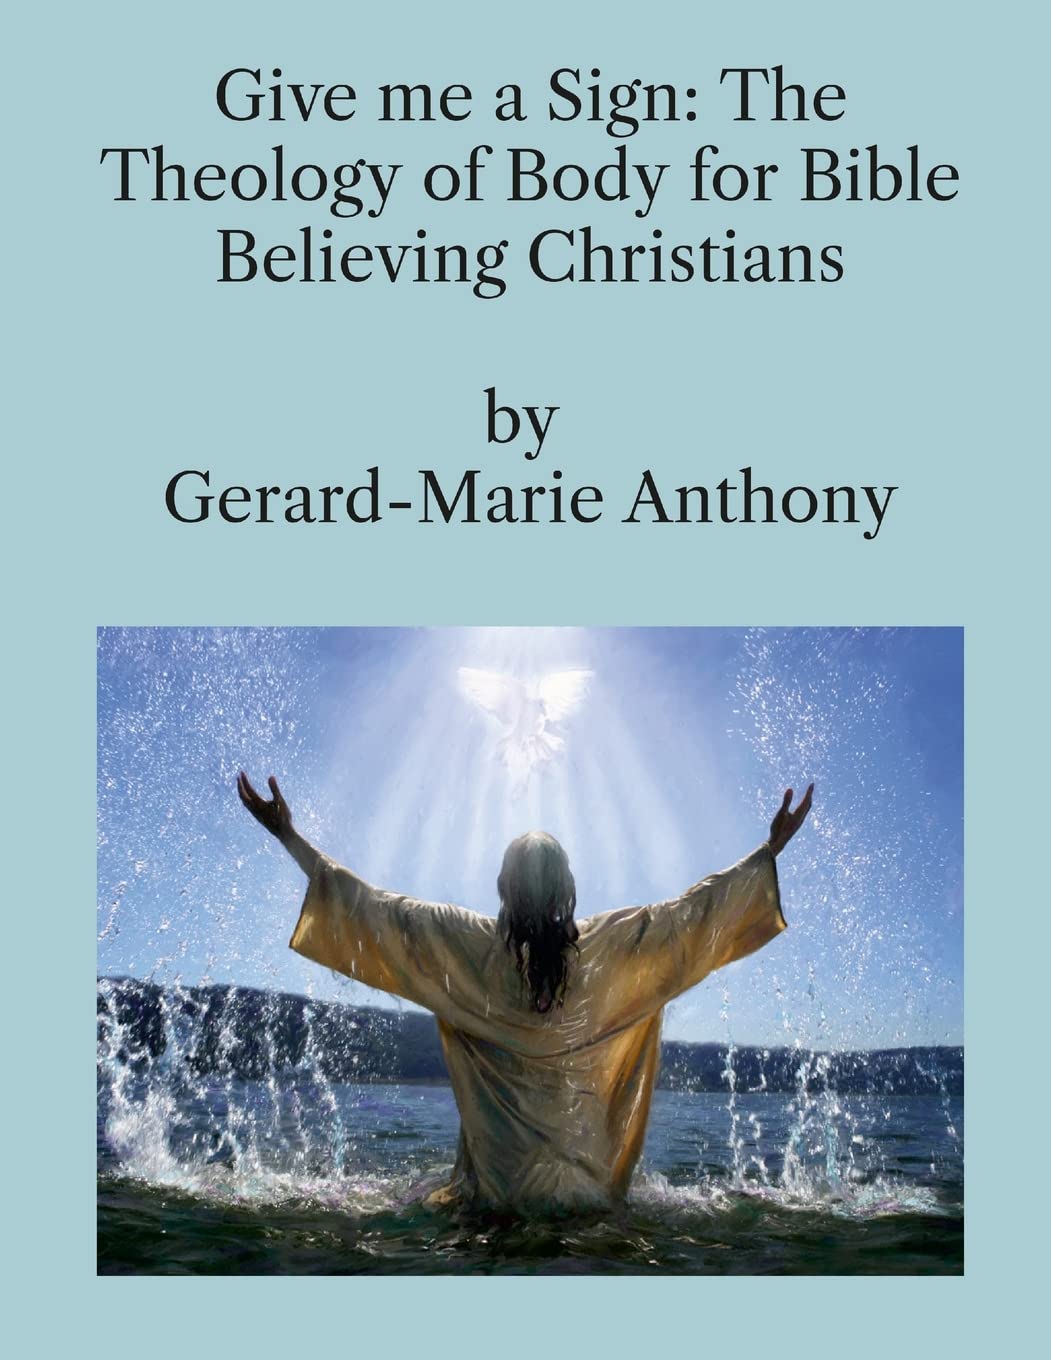 Give me a Sign: The
Theology of Body for Bible
Believing Christians
by
Gerard-Marie Anthony